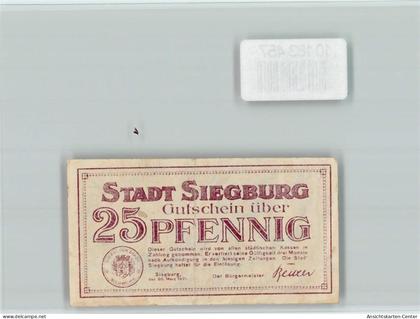 10 182 457
STADT SIEGBURG
Gutschein über
25 PFENNIG
Dieser Gutschein wird von allen städtischen Kassen in
Zahlung genommen. Er verliert seine Gültigkeit drei Monate
nach Aufkündigung in den hiesigen Zeitungen. Die Stadt
Siegburg haftet für die Einlösung.
Siegburg, Der Bürgermeister
den
www.Ansichtskarten-Center